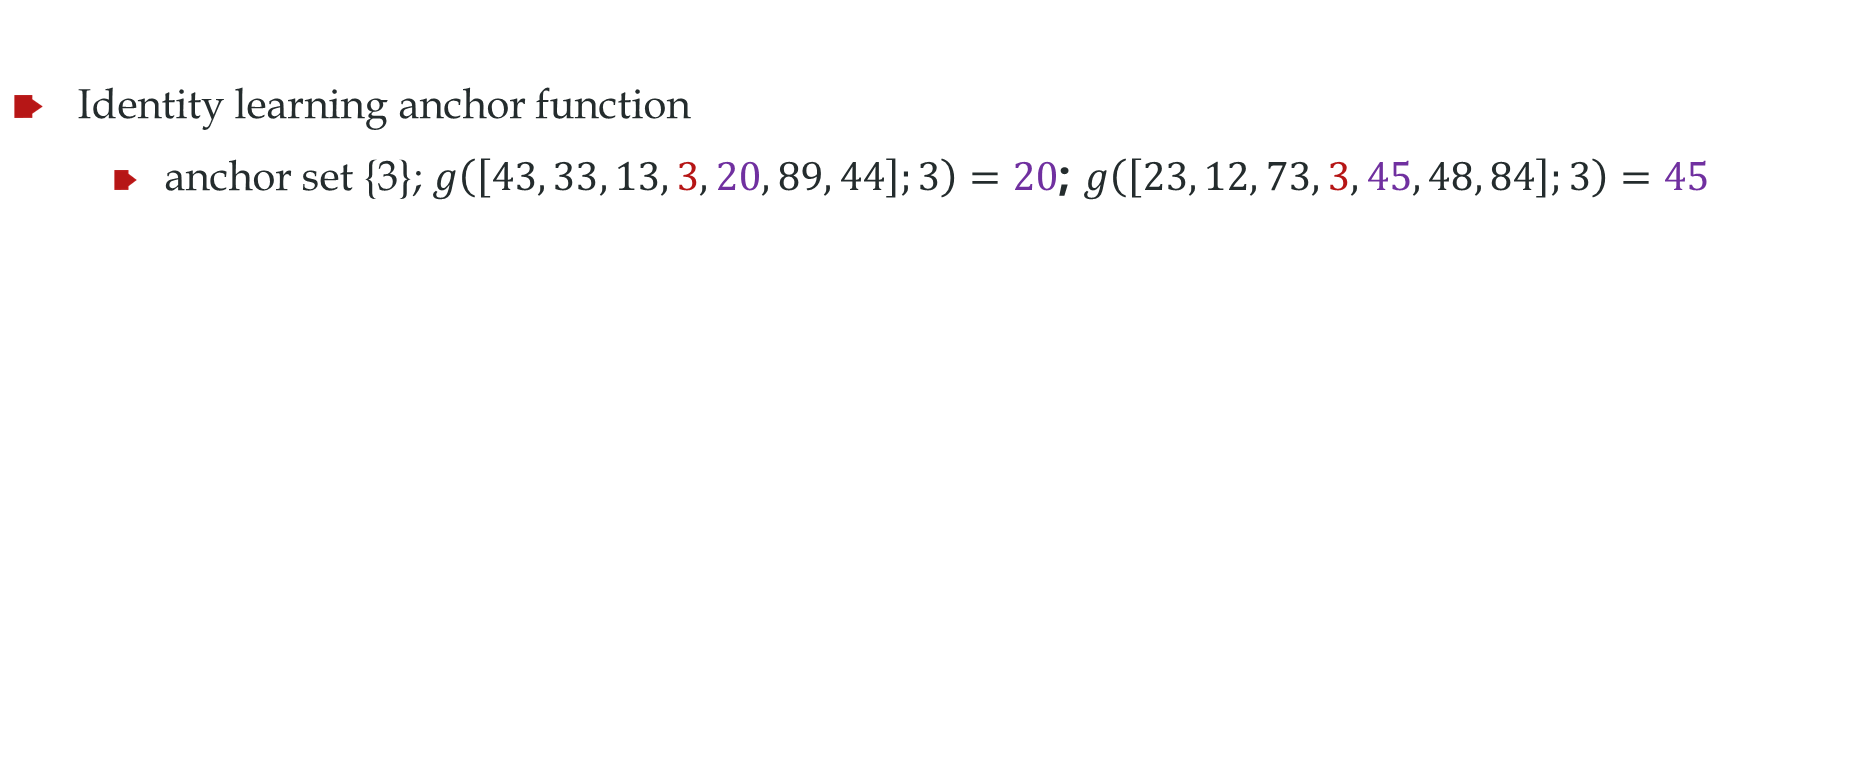 Identity learning anchor function
anchor set {3}; g([43, 33, 13, 3, 20, 89, 44]; 3) = 20; g([23, 12, 73, 3, 45, 48, 84]; 3) = 45